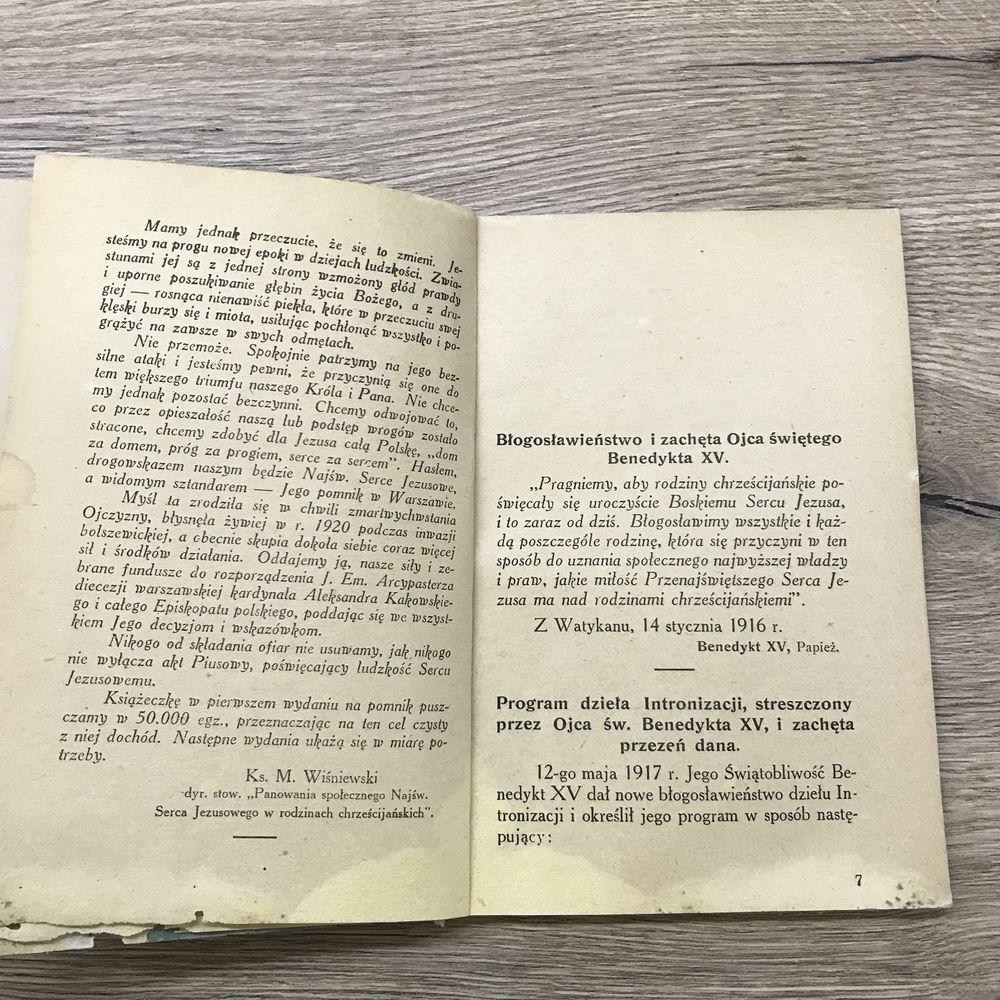 Mamy jednak przeczucie, że się to zmieni. Je-
steśmy na progu nowej epoki w dziejach ludzkości. Zwia-
stunami jej są z jednej strony wzmożony głód prawdy
i uporne poszukiwanie głębin życia Bożego, a z dru-
giej — rosnąca nienawiść piekła, które w przeczuciu swej
klęski burzy się i miota, usiłując pochłonąć wszystko i po-
grążyć na zawsze w swych odmętach.
Nie przemoże. Spokojnie patrzymy na jego bez-
silne ataki i jesteśmy pewni, że przyczynią się one do
tem większego triumfu naszego Króla i Pana. Nie chce-
my jednak pozostać bezczynni. Chcemy odwojować to,
co przez opieszałość naszą lub podstęp wrogów zostało
stracone, chcemy zdobyć dla Jezusa całą Polskę, „dom
za domem, próg za progiem, serce za sercem”. Hasłem,
drogowskazem naszym będzie Najśw. Serce Jezusowe,
a widomym sztandarem — Jego pomnik w Warszawie.
Myśl ta zrodziła się w chwili zmartwychwstania
Ojczyzny, błysnęła żywiej w r. 1920 podczas inwazji
bolszewickiej, a obecnie skupia dokoła siebie coraz więcej
sił i środków działania. Oddajemy ją, nasze siły i ze-
brane fundusze do rozporządzenia J. Em. Arcypasterza
diecezji warszawskiej kardynała Aleksandra Kakowskie-
go i całego Episkopatu polskiego, poddając się we wszyst-
kiem Jego decyzjom i wskazówkom.
Nikogo od składania ofiar nie usuwamy, jak nikogo
nie wyłącza akt Piusowy, poświęcający ludzkość Sercu
Jezusowemu.
Książeczkę w pierwszem wydaniu na pomnik pusz-
czamy w 50.000 egz., przeznaczając na ten cel czysty
z niej dochód. Następne wydania ukażą się w miarę po-
trzeby.
Ks. M. Wiśniewski
dyr. stow. „Panowania społecznego Najśw.
Serca Jezusowego w rodzinach chrześcijańskich”.
Błogosławieństwo i zachęta Ojca świętego
Benedykta XV.
„Pragniemy, aby rodziny chrześcijańskie po-
święcały się uroczyście Boskiemu Sercu Jezusa,
i to zaraz od dziś. Błogosławimy wszystkie i każ-
dą poszczególe rodzinę, która się przyczyni w ten
sposób do uznania społecznego najwyższej władzy
i praw, jakie miłość Przenajświętszego Serca Je-
zusa ma nad rodzinami chrześcijańskiemi”.
Z Watykanu, 14 stycznia 1916 r.
Benedykt XV, Papież.
Program dzieła Intronizacji, streszczony
przez Ojca św. Benedykta XV, i zachęta
przezeń dana.
12-go maja 1917 r. Jego Świątobliwość Be-
nedykt XV dał nowe błogosławieństwo dziełu In-
tronizacji i określił jego program w sposób nastę-
pujący:
7